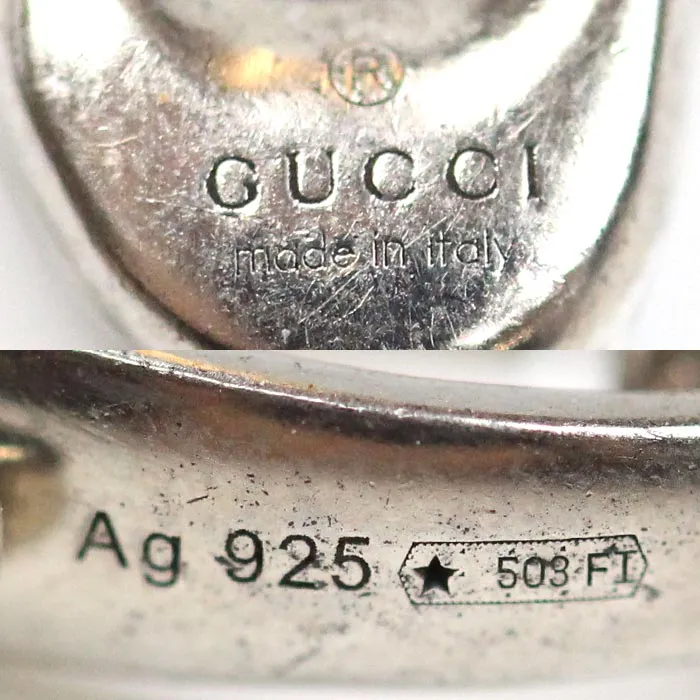 ®
GUCCI
made in italy
Ag 925 ★ 503 FI